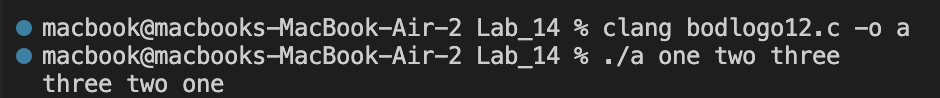 macbook@macbooks-MacBook-Air-2 Lab_14 % clang bodlogo12.c -o a
macbook@macbooks-MacBook-Air-2 Lab_14 % ./a one two three
three two one